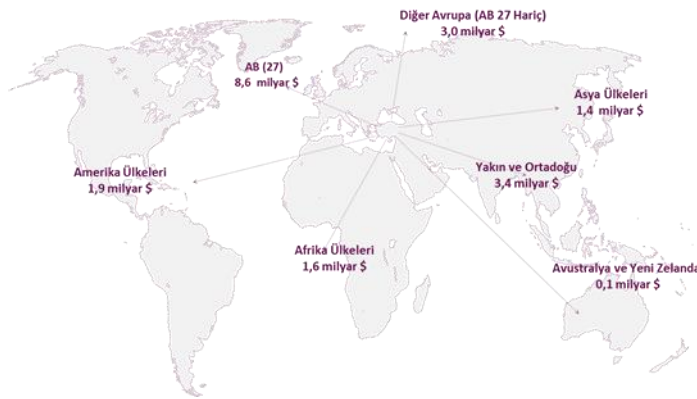 Diğer Avrupa (AB 27 Hariç)
3,0 milyar $
AB (27)
8,6 milyar $
Asya Ülkeleri
1,4 milyar $
Amerika Ülkeleri
1,9 milyar $
Yakın ve Ortadoğu
3,4 milyar $
Afrika Ülkeleri
1,6 milyar $
Avustralya ve Yeni Zelanda
0,1 milyar $